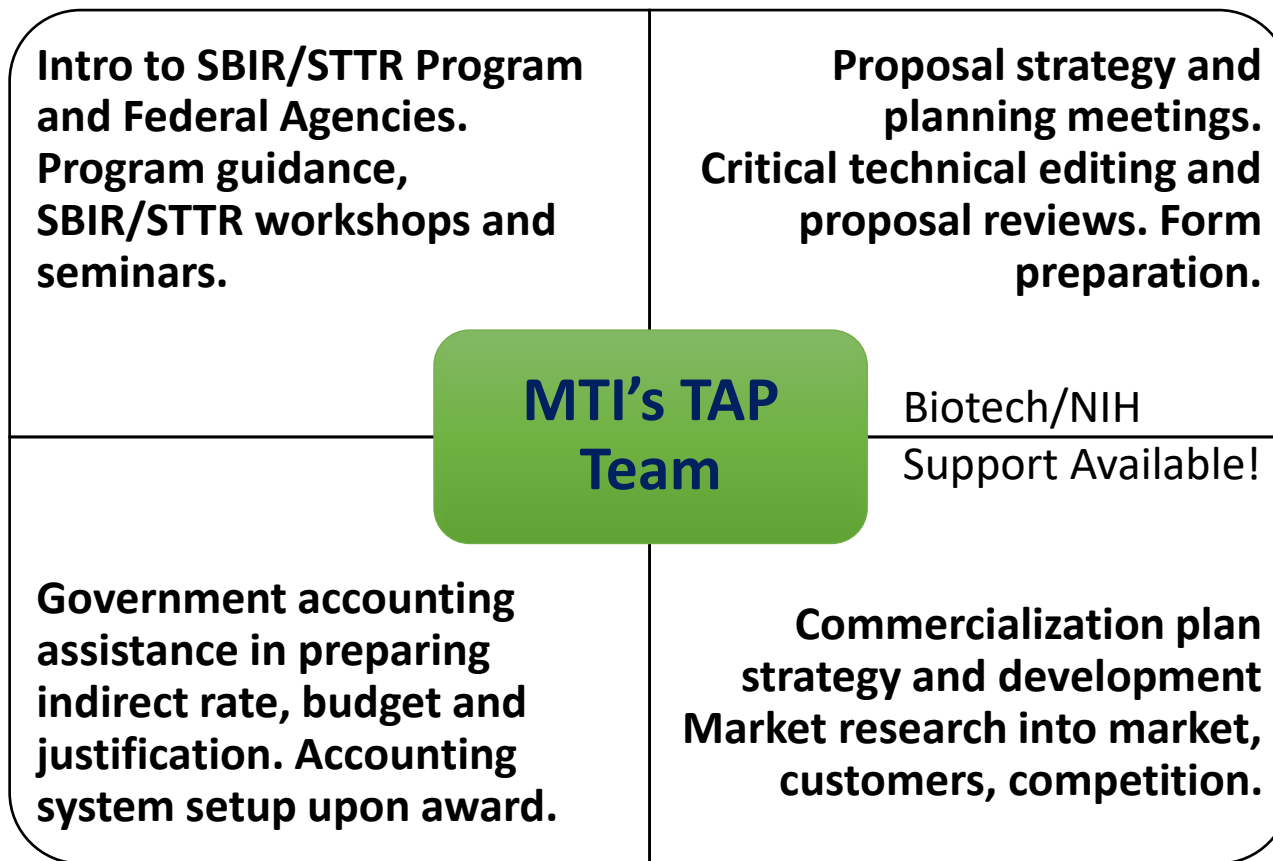 Intro to SBIR/STTR Program
and Federal Agencies.
Program guidance,
SBIR/STTR workshops and
seminars.
Proposal strategy and
planning meetings.
Critical technical editing and
proposal reviews. Form
preparation.
MTI’s TAP
Team
Biotech/NIH
Support Available!
Government accounting
assistance in preparing
indirect rate, budget and
justification. Accounting
system setup upon award.
Commercialization plan
strategy and development
Market research into market,
customers, competition.